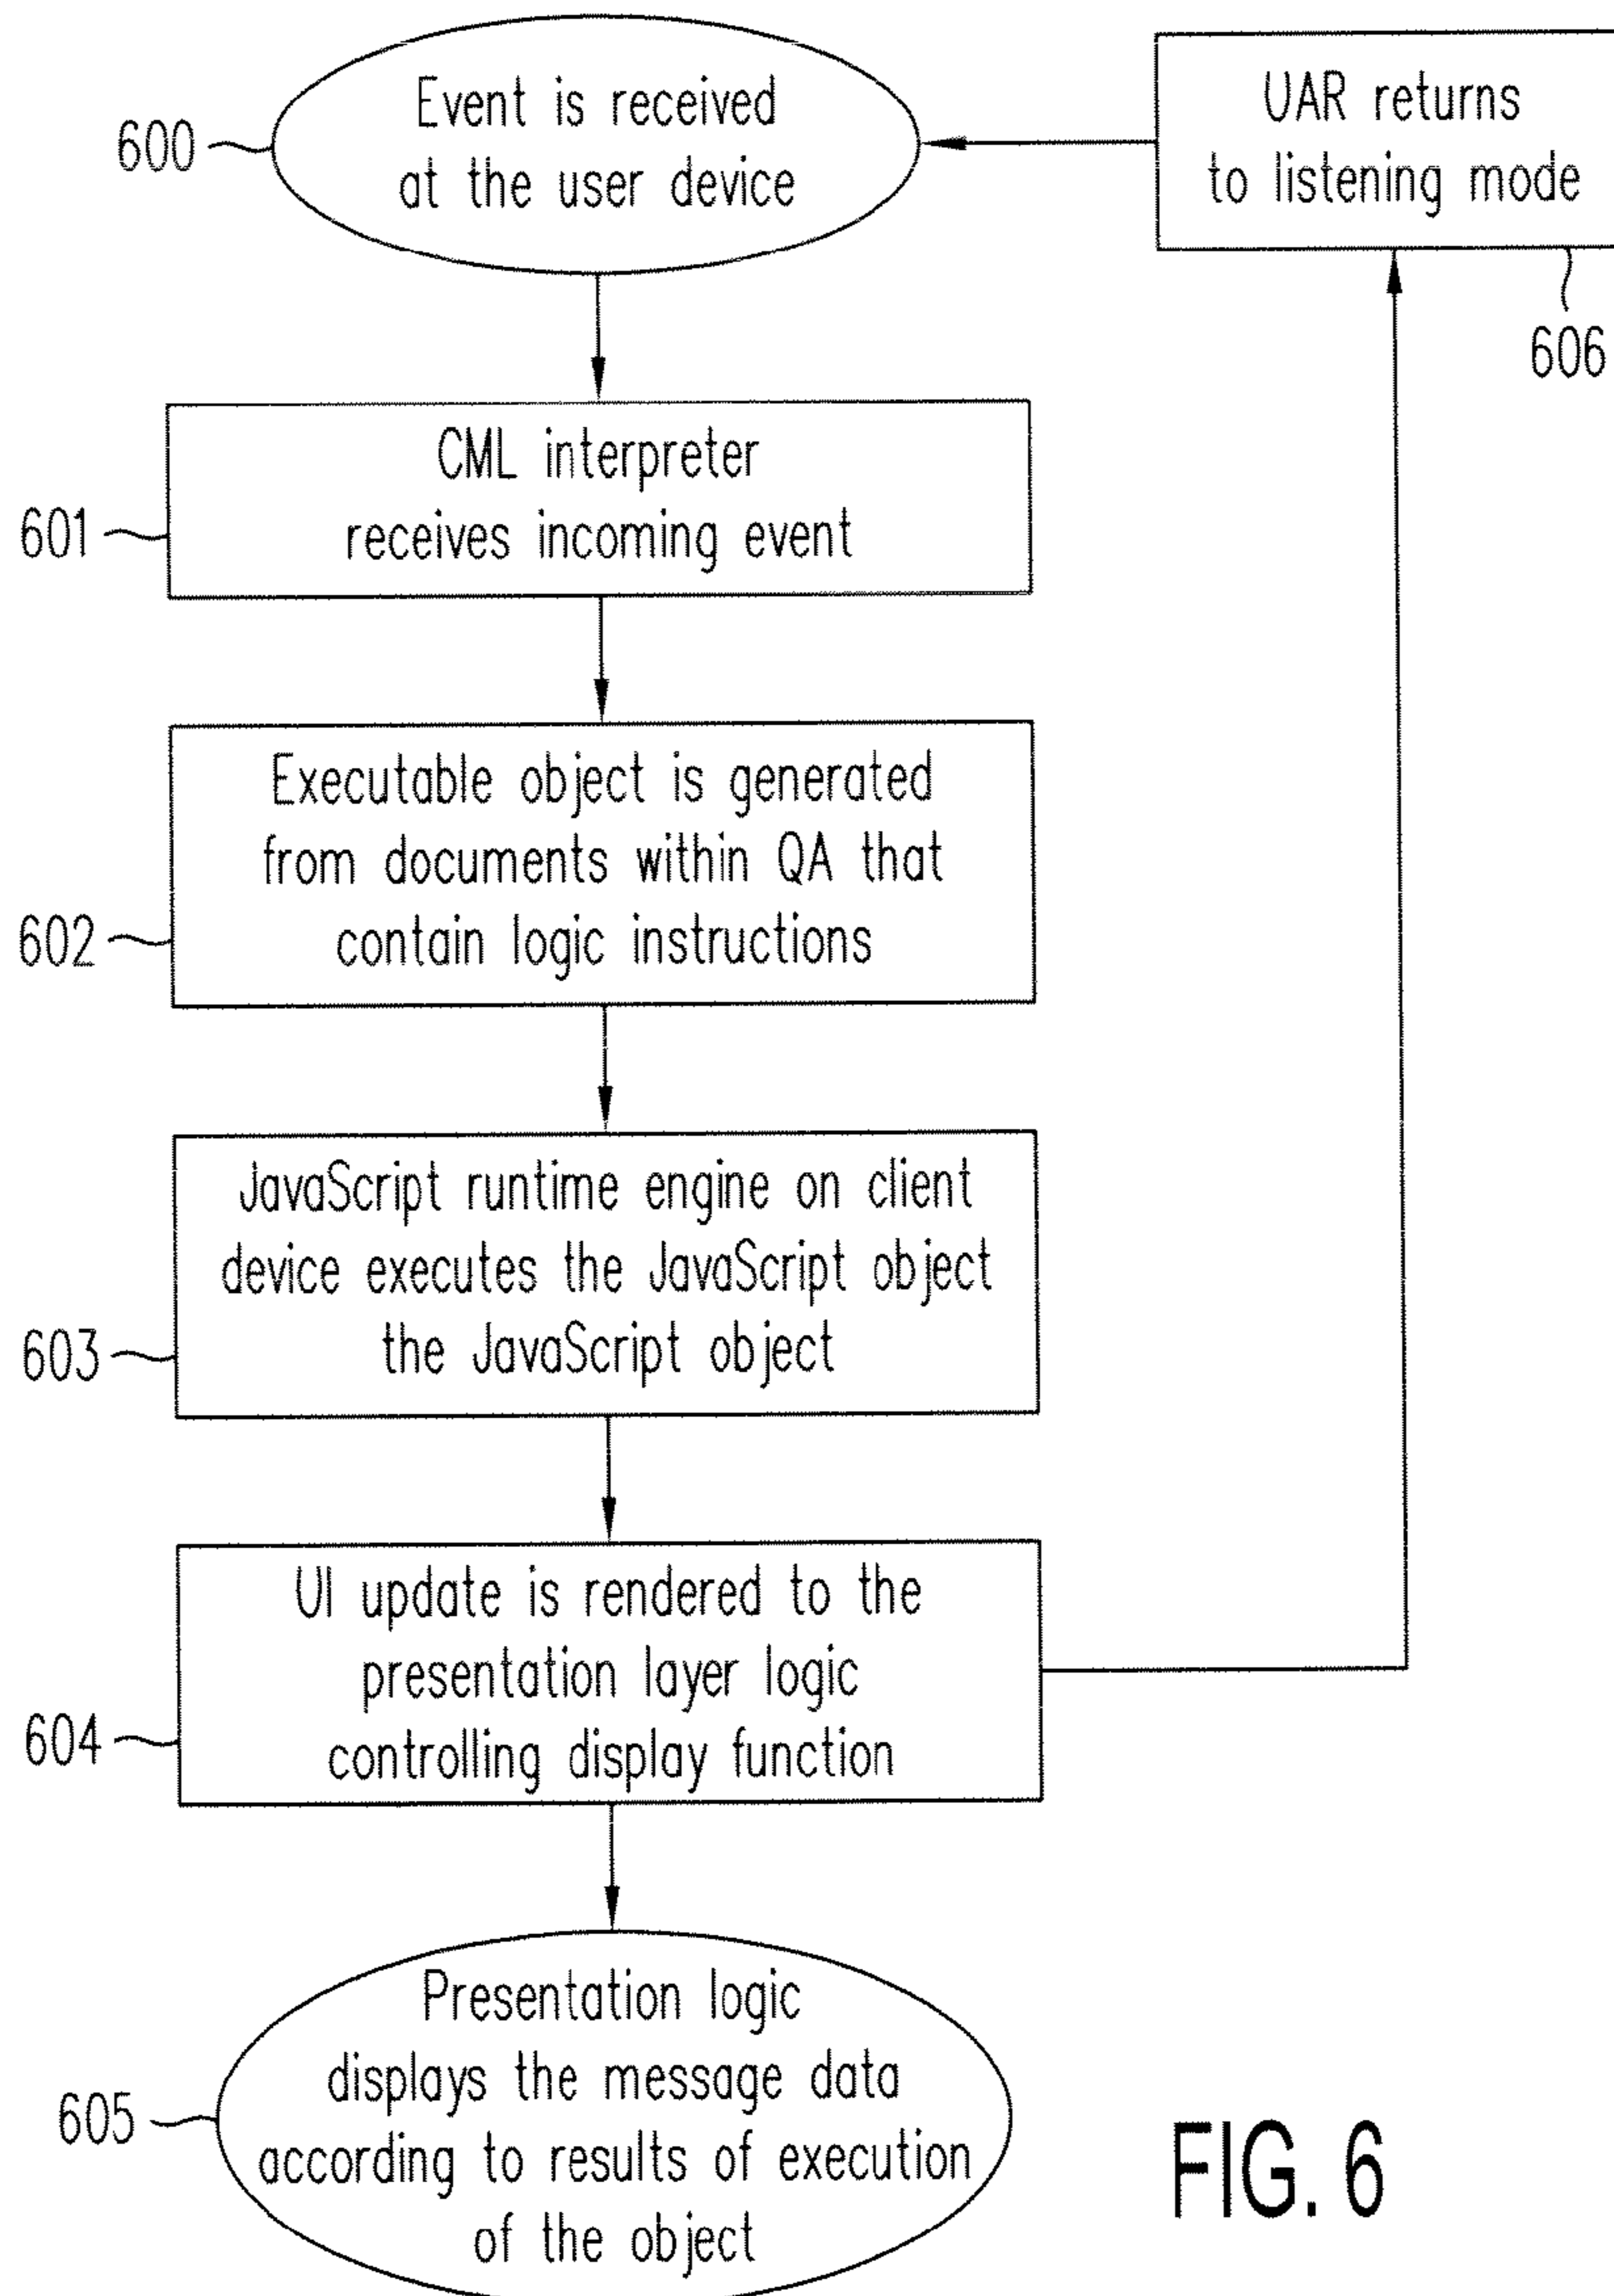 Event is received
at the user device
600
UAR returns
to listening mode
606
CML interpreter
receives incoming event
601
Executable object is generated
from documents within QA that
contain logic instructions
602
JavaScript runtime engine on client
device executes the JavaScript object
the JavaScript object
603
UI update is rendered to the
presentation layer logic
controlling display function
604
Presentation logic
displays the message data
according to results of execution
of the object
605
FIG. 6